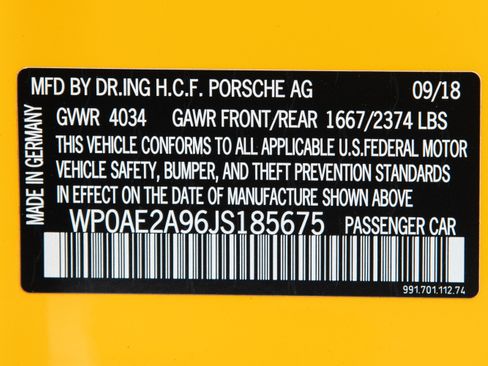 MFD BY DR.ING H.C.F. PORSCHE AG 09/18
GVWR 4034 GAWR FRONT/REAR 1667/2374 LBS
THIS VEHICLE CONFORMS TO ALL APPLICABLE U.S.FEDERAL MOTOR
VEHICLE SAFETY, BUMPER, AND THEFT PREVENTION STANDARDS
IN EFFECT ON THE DATE OF MANUFACTURE SHOWN ABOVE
WP0AE2A96JS185675 PASSENGER CAR
991.701.112.74
MADE IN GERMANY